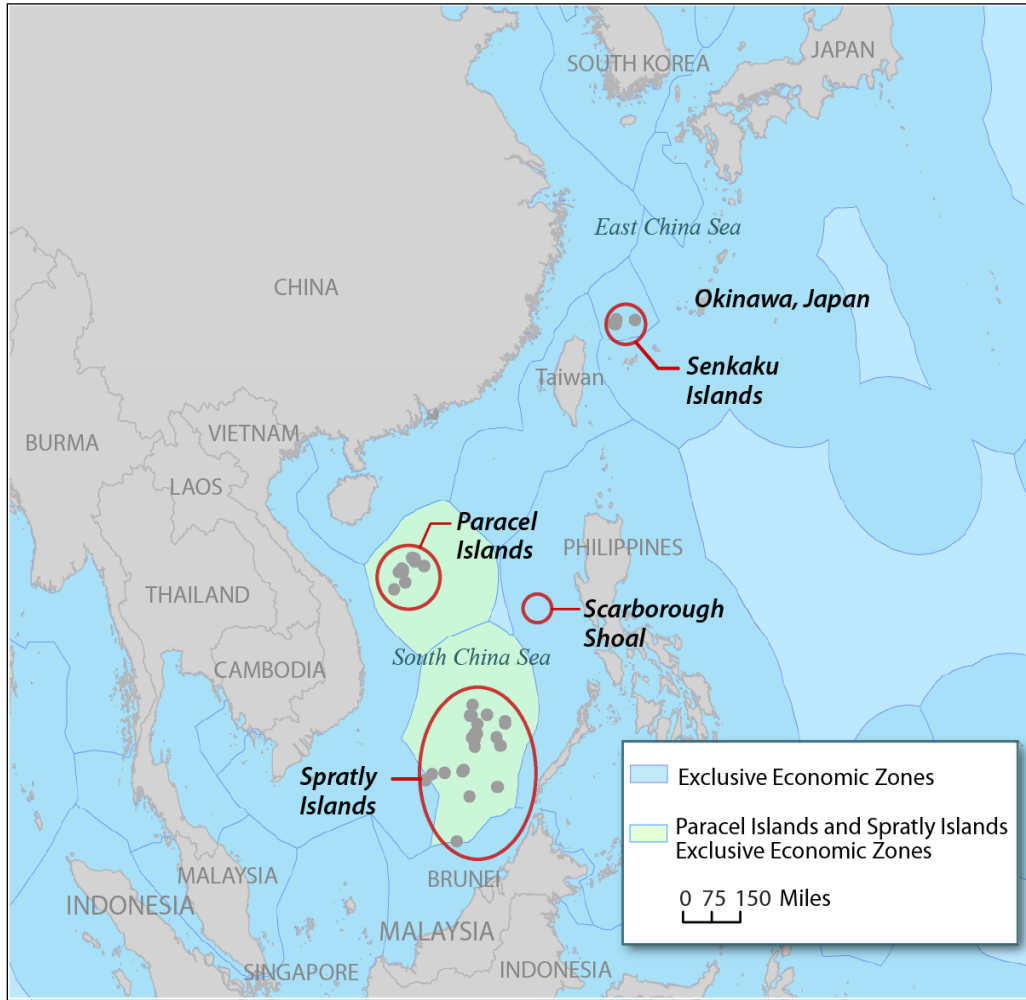 JAPAN
SOUTH KOREA
East China Sea
CHINA
Okinawa, Japan
Senkaku
Islands
Taiwan
BURMA
VIETNAM
LAOS
Paracel
Islands
PHILIPPINES
THAILAND
Scarborough
Shoal
South China Sea
CAMBODIA
Spratly
Islands
Exclusive Economic Zones
Paracel Islands and Spratly Islands
Exclusive Economic Zones
0 75 150 Miles
MALAYSIA
BRUNEI
INDONESIA
MALAYSIA
SINGAPORE
INDONESIA